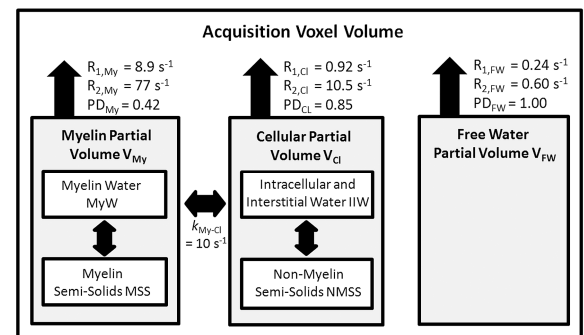 Acquisition Voxel Volume
R1,My = 8.9 s-1
R2,My = 77 s-1
PDMy = 0.42
R1,Cl = 0.92 s-1
R2,Cl = 10.5 s-1
PDCL = 0.85
R1,FW = 0.24 s-1
R2,FW = 0.60 s-1
PDFW = 1.00
Myelin Partial
Volume VMy
Myelin Water
MyW
Myelin
Semi-Solids MSS
kMy-Cl
= 10 s-1
Cellular Partial
Volume VCl
Intracellular and
Interstitial Water IIW
Non-Myelin
Semi-Solids NMSS
Free Water
Partial Volume VFW